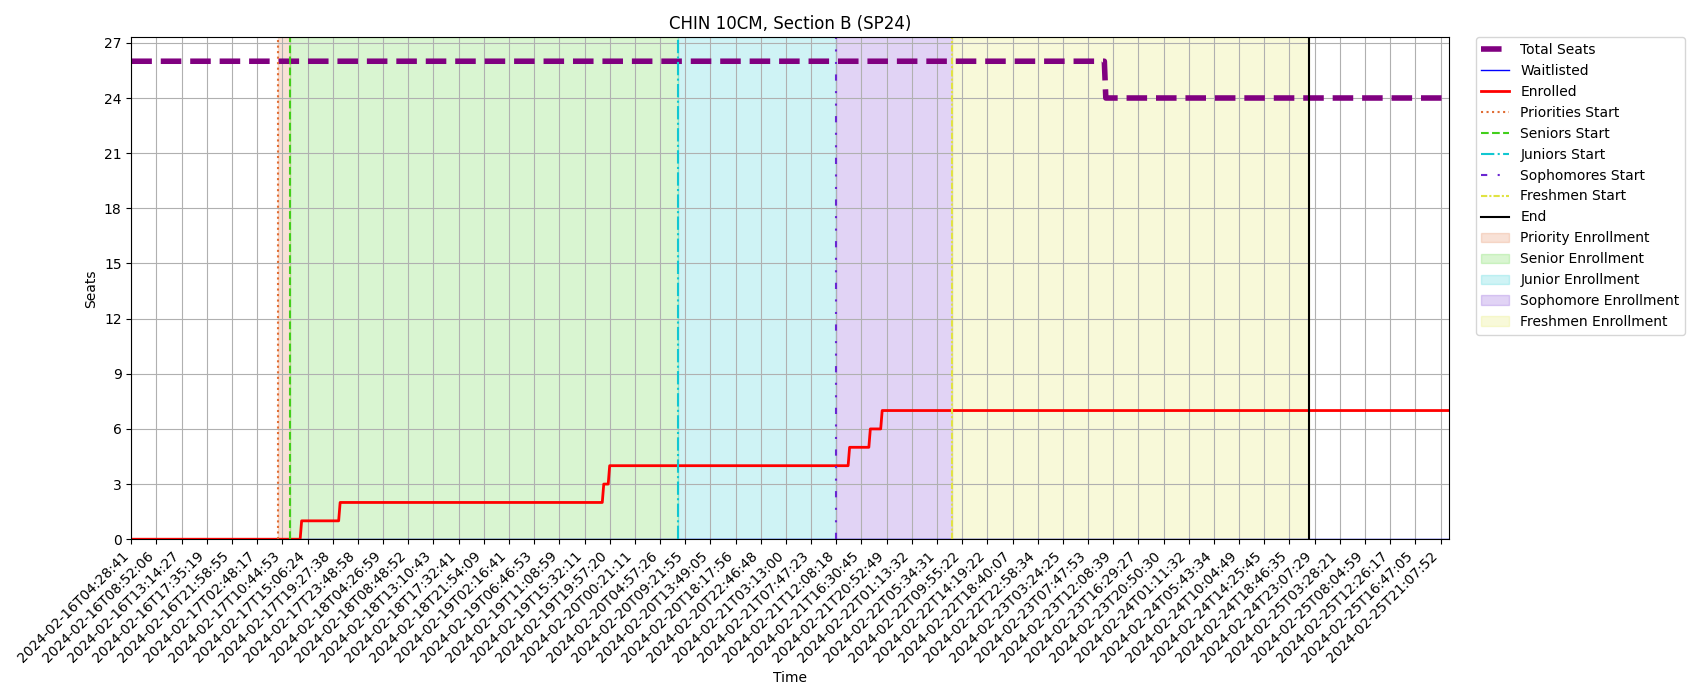 CHIN 10CM, Section B (SP24)
27
24
21
18
15
12
9
6
3
0
Seats
2024-02-16T04:28:41
2024-02-16T08:52:06
2024-02-16T13:14:27
2024-02-16T17:35:19
2024-02-16T21:58:55
2024-02-17T02:48:17
2024-02-17T10:44:53
2024-02-17T15:06:24
2024-02-17T19:27:38
2024-02-17T23:48:58
2024-02-18T04:26:59
2024-02-18T08:48:52
2024-02-18T13:10:43
2024-02-18T17:32:41
2024-02-18T21:54:09
2024-02-19T02:16:41
2024-02-19T06:46:53
2024-02-19T11:08:59
2024-02-19T15:32:11
2024-02-19T19:57:20
2024-02-20T00:21:11
2024-02-20T04:57:26
2024-02-20T09:21:55
2024-02-20T13:49:05
2024-02-20T18:17:56
2024-02-20T22:46:48
2024-02-21T03:13:00
2024-02-21T07:47:23
2024-02-21T12:08:18
2024-02-21T16:30:45
2024-02-21T20:52:49
2024-02-22T01:13:32
2024-02-22T05:34:31
2024-02-22T09:55:22
2024-02-22T14:19:22
2024-02-22T18:40:07
2024-02-22T22:58:34
2024-02-23T03:24:25
2024-02-23T07:47:53
2024-02-23T12:08:39
2024-02-23T16:29:27
2024-02-23T20:50:30
2024-02-24T01:11:32
2024-02-24T05:43:34
2024-02-24T10:04:49
2024-02-24T14:25:45
2024-02-24T18:46:35
2024-02-24T23:07:29
2024-02-25T03:28:21
2024-02-25T08:04:59
2024-02-25T12:26:17
2024-02-25T16:47:05
2024-02-25T21:07:52
Time
Total Seats
Waitlisted
Enrolled
Priorities Start
Seniors Start
Juniors Start
Sophomores Start
Freshmen Start
End
Priority Enrollment
Senior Enrollment
Junior Enrollment
Sophomore Enrollment
Freshmen Enrollment